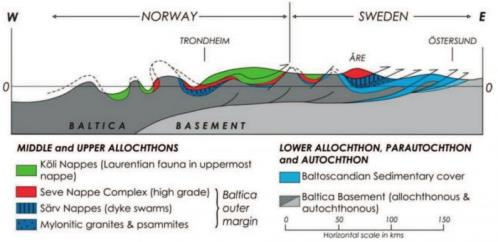 W
NORWAY
SWEDEN
E
TRONDHEIM
ÅRE
ÖSTERSUND
0
0
BALTICA BASEMENT
MIDDLE and UPPER ALLOCHTHONS
Köli Nappes (Laurentian fauna in uppermost
nappe)
Seve Nappe Complex (high grade)
Särv Nappes (dyke swarms)
Mylonitic granites & psammites
Baltica
outer
margin
LOWER ALLOCHTHON, PARAUTOCHTHON
and AUTOCHTHON
Baltoscandian Sedimentary cover
Baltica Basement (allochthonous &
autochthonous)
0 50 100 150
Horizontal scale in kms